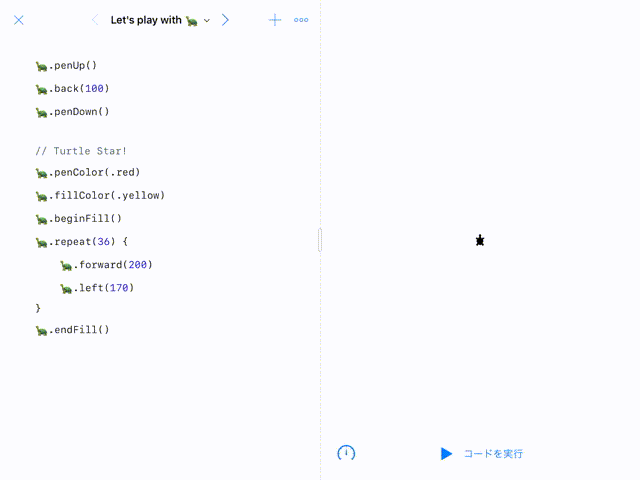 Let's play with 🐢
🐢.penUp()
🐢.back(100)
🐢.penDown()
// Turtle Star!
🐢.penColor(.red)
🐢.fillColor(.yellow)
🐢.beginFill()
🐢.repeat(36) {
🐢.forward(200)
🐢.left(170)
}
🐢.endFill()
コードを実行